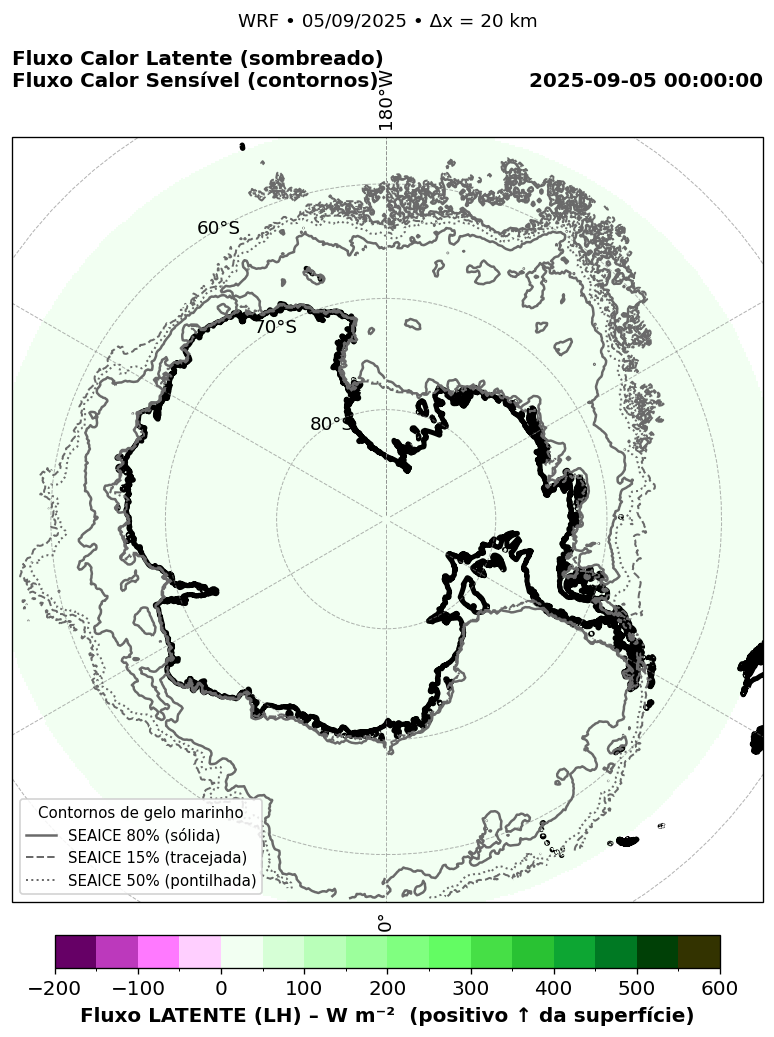 WRF • 05/09/2025 • Δx = 20 km
Fluxo Calor Latente (sombreado)
Fluxo Calor Sensível (contornos)
2025-09-05 00:00:00
180°W
60°S
70°S
80°S
Contornos de gelo marinho
SEAICE 80% (sólida)
SEAICE 15% (tracejada)
SEAICE 50% (pontilhada)
0°
−200 −100 0 100 200 300 400 500 600
Fluxo LATENTE (LH) – W m⁻² (positivo ↑ da superfície)